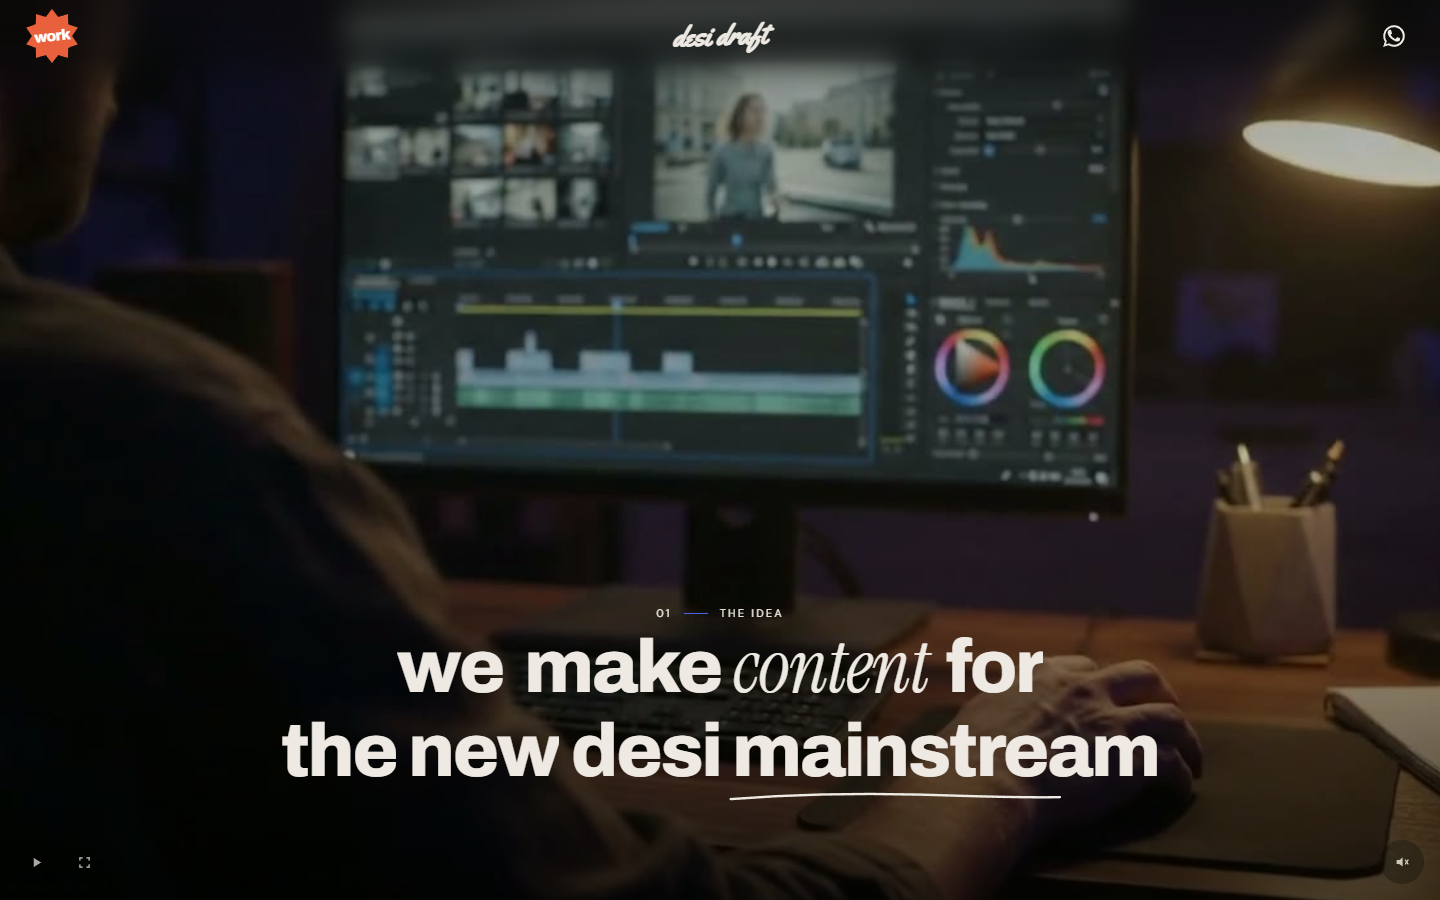 work
desi draft
01 THE IDEA
we make content for
the new desi mainstream